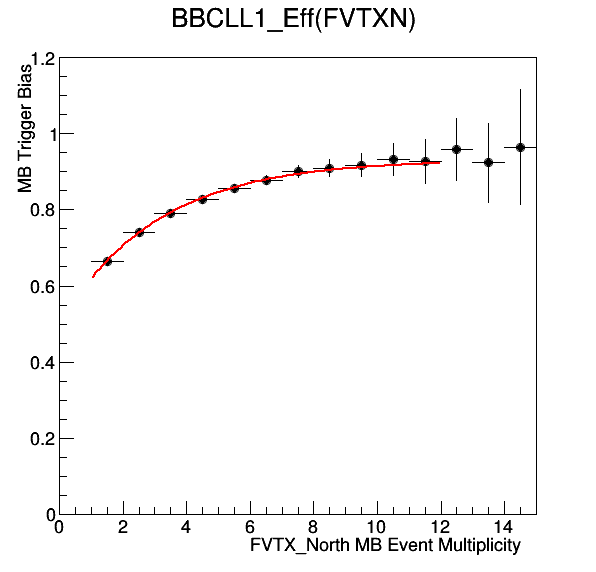 BBCLL1_Eff(FVTXN)
MB Trigger Bias
1.2
1
0.8
0.6
0.4
0.2
0
0 2 4 6 8 10 12 14
FVTX_North MB Event Multiplicity